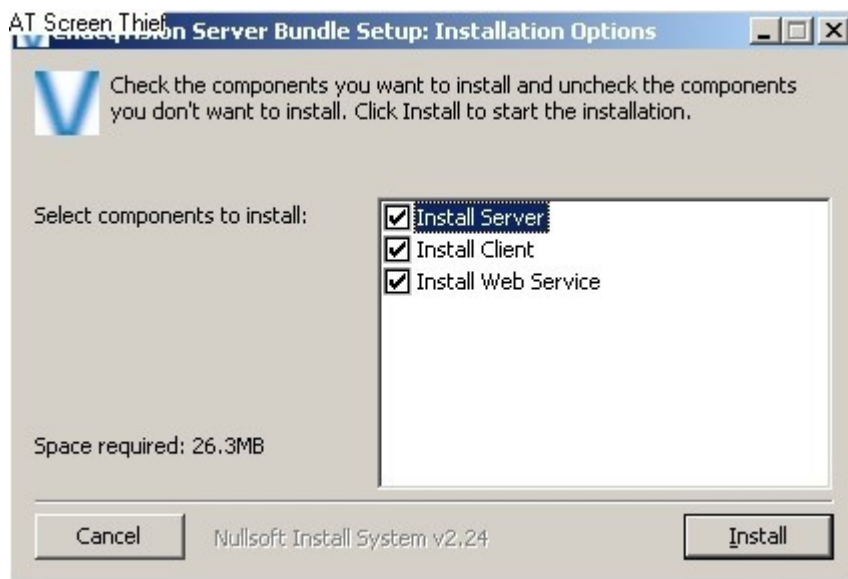 AT Screen Thief
Vision Server Bundle Setup: Installation Options
Check the components you want to install and uncheck the components
you don't want to install. Click Install to start the installation.
Select components to install:
Install Server
Install Client
Install Web Service
Space required: 26.3MB
Cancel
Nullsoft Install System v2.24
Install